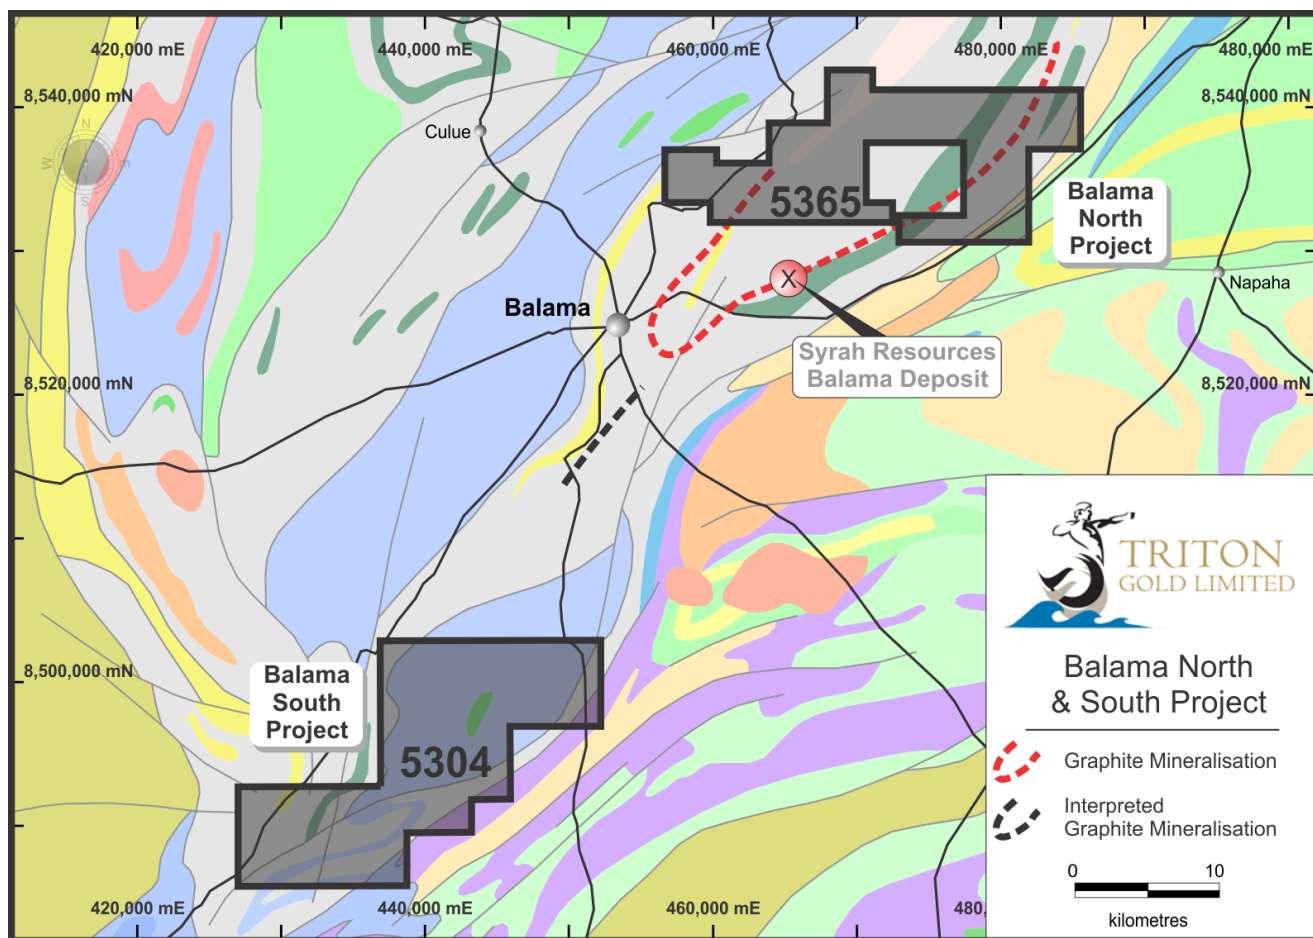 420,000 mE
440,000 mE
460,000 mE
480,000 mE
480,000 mE
8,540,000 mN
8,540,000 mN
Culue
N
W
E
S
5365
Balama
North
Project
Napaha
Balama
Syrah Resources
Balama Deposit
X
8,520,000 mN
8,520,000 mN
8,500,000 mN
Balama
South
Project
5304
TRITON
GOLD LIMITED
Balama North
& South Project
Graphite Mineralisation
Interpreted
Graphite Mineralisation
0 10
kilometres
420,000 mE
440,000 mE
460,000 mE
480,